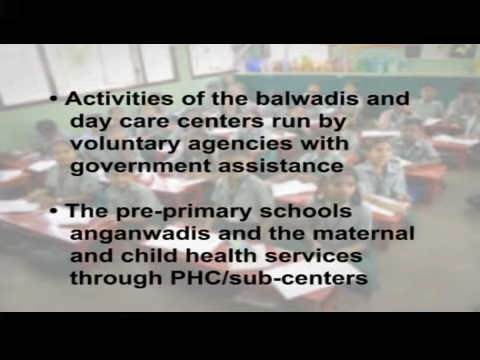 • Activities of the balwadis and
day care centers run by
voluntary agencies with
government assistance
• The pre-primary schools
anganwadis and the maternal
and child health services
through PHC/sub-centers